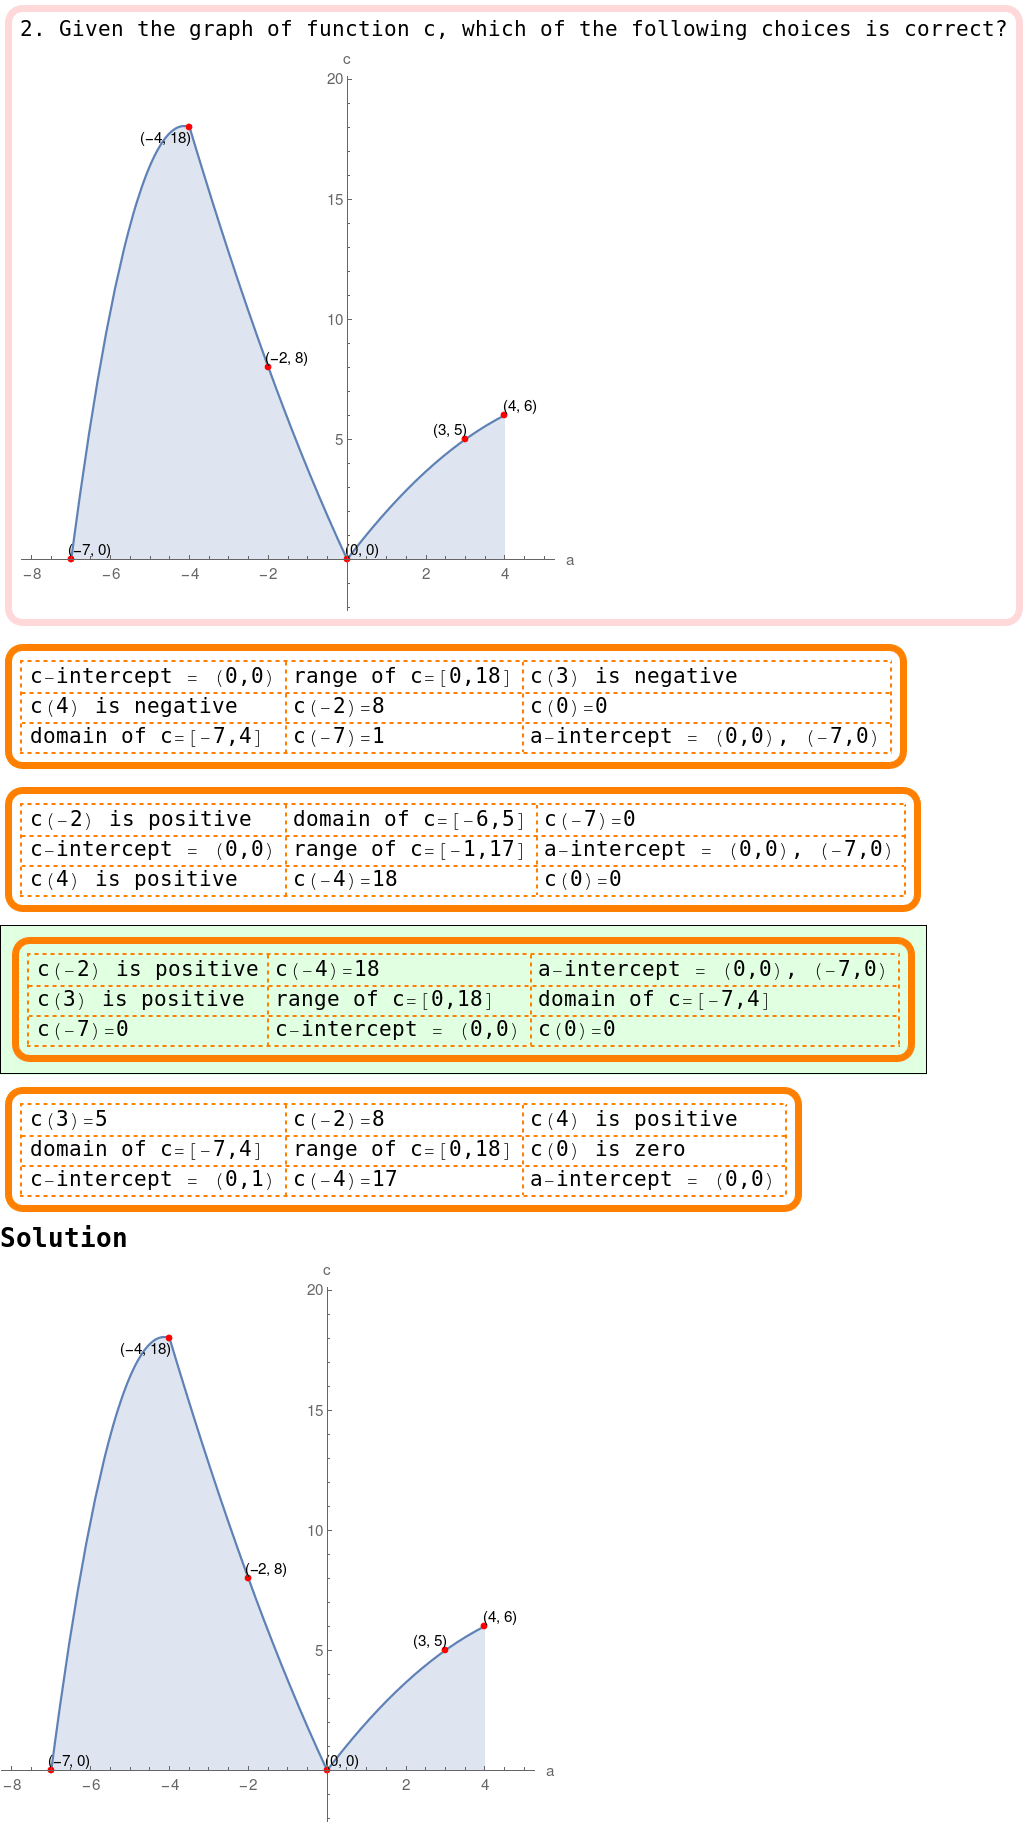 2. Given the graph of function c, which of the following choices is correct?
c
20
(−4, 18)
15
10
(−2, 8)
(4, 6)
(3, 5)
5
(−7, 0) (0, 0)
a
−8 −6 −4 −2 2 4
c-intercept = (0,0) range of c=[0,18] c(3) is negative
c(4) is negative c(-2)=8 c(0)=0
domain of c=[-7,4] c(-7)=1 a-intercept = (0,0), (-7,0)
c(-2) is positive domain of c=[-6,5] c(-7)=0
c-intercept = (0,0) range of c=[-1,17] a-intercept = (0,0), (-7,0)
c(4) is positive c(-4)=18 c(0)=0
c(-2) is positive c(-4)=18 a-intercept = (0,0), (-7,0)
c(3) is positive range of c=[0,18] domain of c=[-7,4]
c(-7)=0 c-intercept = (0,0) c(0)=0
c(3)=5 c(-2)=8 c(4) is positive
domain of c=[-7,4] range of c=[0,18] c(0) is zero
c-intercept = (0,1) c(-4)=17 a-intercept = (0,0)
Solution
c
20
(−4, 18)
15
10
(−2, 8)
(4, 6)
(3, 5)
5
(−7, 0) (0, 0)
a
−8 −6 −4 −2 2 4